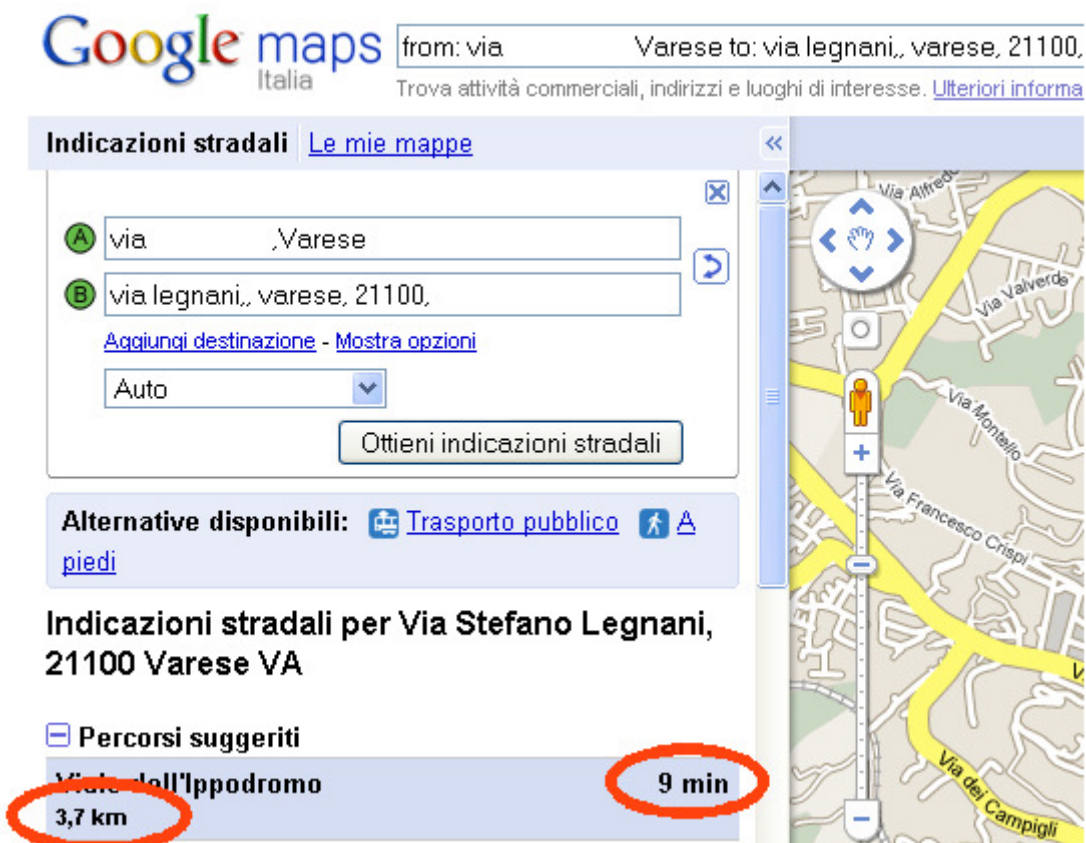 Google maps
Italia
from: via Varese to: via legnani,, varese, 21100,
Trova attività commerciali, indirizzi e luoghi di interesse. Ulteriori informa
Indicazioni stradali Le mie mappe
A via ,Varese
B via legnani,, varese, 21100,
Aggiungi destinazione - Mostra opzioni
Auto
Ottieni indicazioni stradali
Alternative disponibili: Trasporto pubblico A
piedi
Indicazioni stradali per Via Stefano Legnani,
21100 Varese VA
Percorsi suggeriti
Viale dell'Ippodromo 9 min
3,7 km
Via Alfredo
Via Valverde
Via Montello
Via Francesco Crispi
V
Via dei Campigli